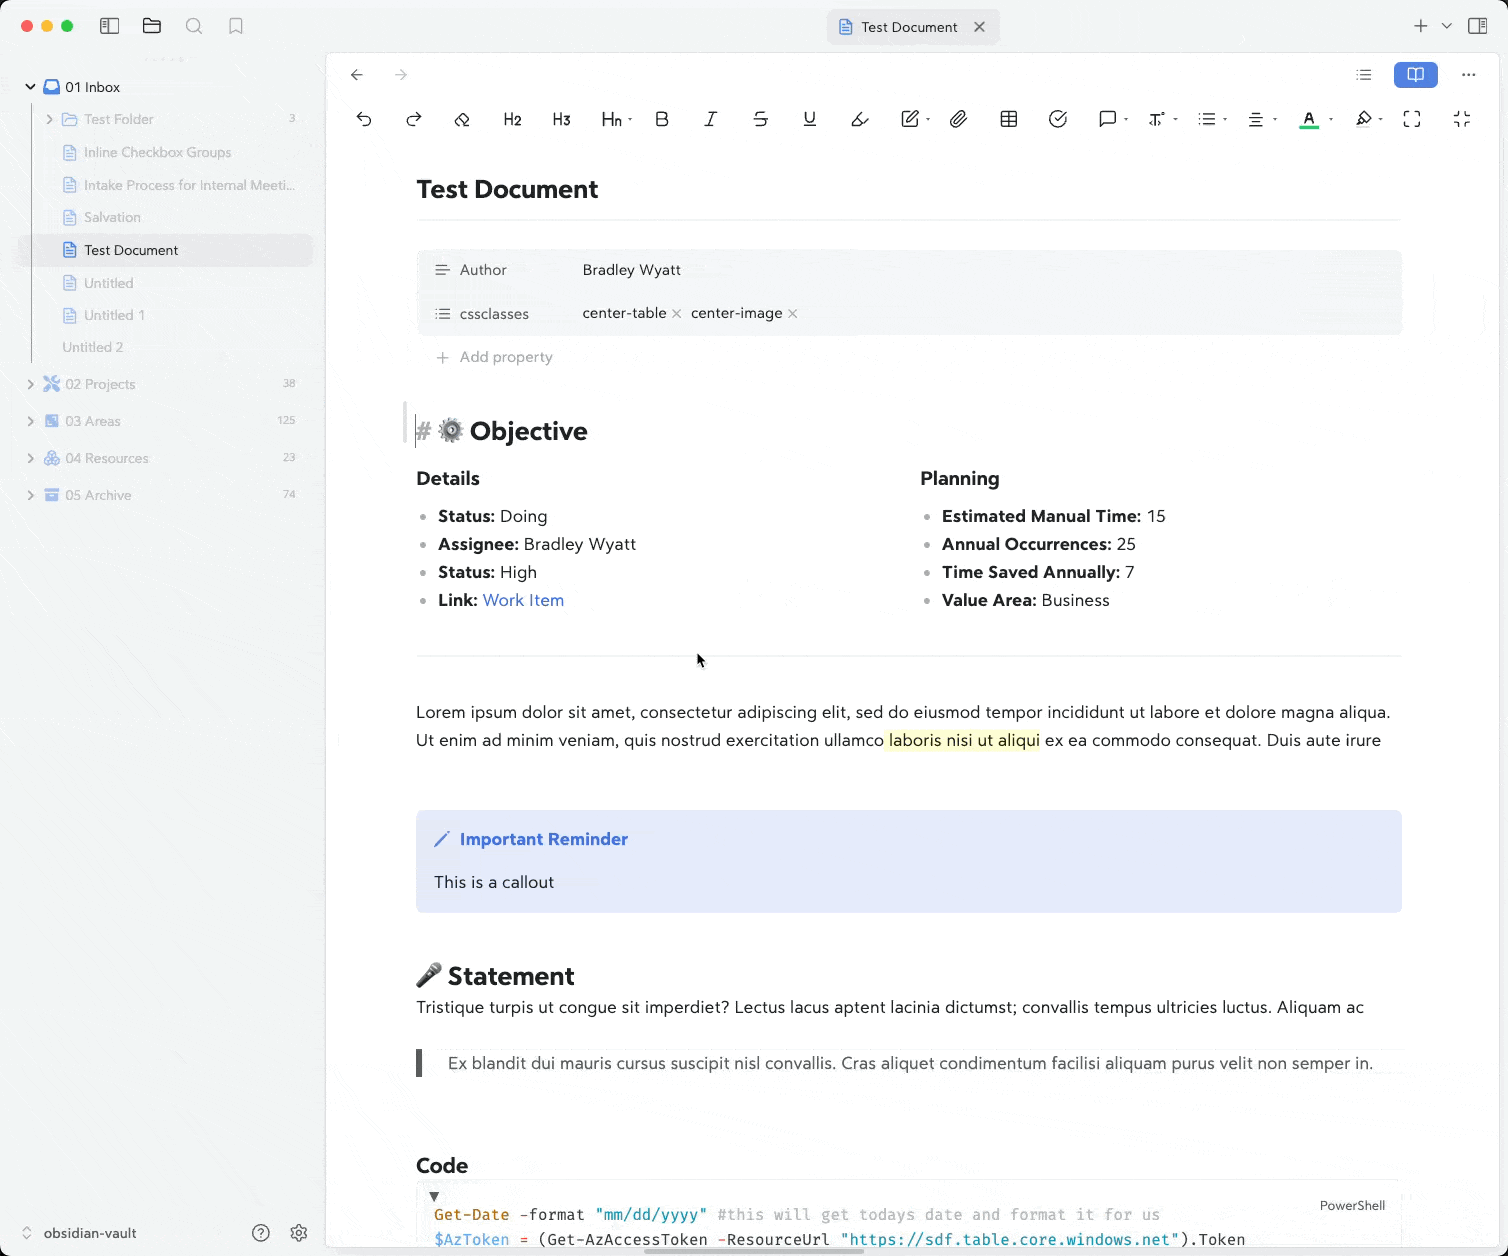 Test Document
01 Inbox
Test Folder 3
Inline Checkbox Groups
Intake Process for Internal Meeti...
Salvation
Test Document
Untitled
Untitled 1
Untitled 2
02 Projects 38
03 Areas 125
04 Resources 23
05 Archive 74
obsidian-vault
H2 H3 Hn B I S U A
Test Document
Author Bradley Wyatt
cssclasses center-table × center-image ×
+ Add property
# ⚙️ Objective
Details
Status: Doing
Assignee: Bradley Wyatt
Status: High
Link: Work Item
Planning
Estimated Manual Time: 15
Annual Occurrences: 25
Time Saved Annually: 7
Value Area: Business
Lorem ipsum dolor sit amet, consectetur adipiscing elit, sed do eiusmod tempor incididunt ut labore et dolore magna aliqua.
Ut enim ad minim veniam, quis nostrud exercitation ullamco laboris nisi ut aliqui ex ea commodo consequat. Duis aute irure
Important Reminder
This is a callout
🎤 Statement
Tristique turpis ut congue sit imperdiet? Lectus lacus aptent lacinia dictumst; convallis tempus ultricies luctus. Aliquam ac
Ex blandit dui mauris cursus suscipit nisl convallis. Cras aliquet condimentum facilisi aliquam purus velit non semper in.
Code
PowerShell
Get-Date -format "mm/dd/yyyy" #this will get todays date and format it for us
$AzToken = (Get-AzAccessToken -ResourceUrl "https://sdf.table.core.windows.net").Token